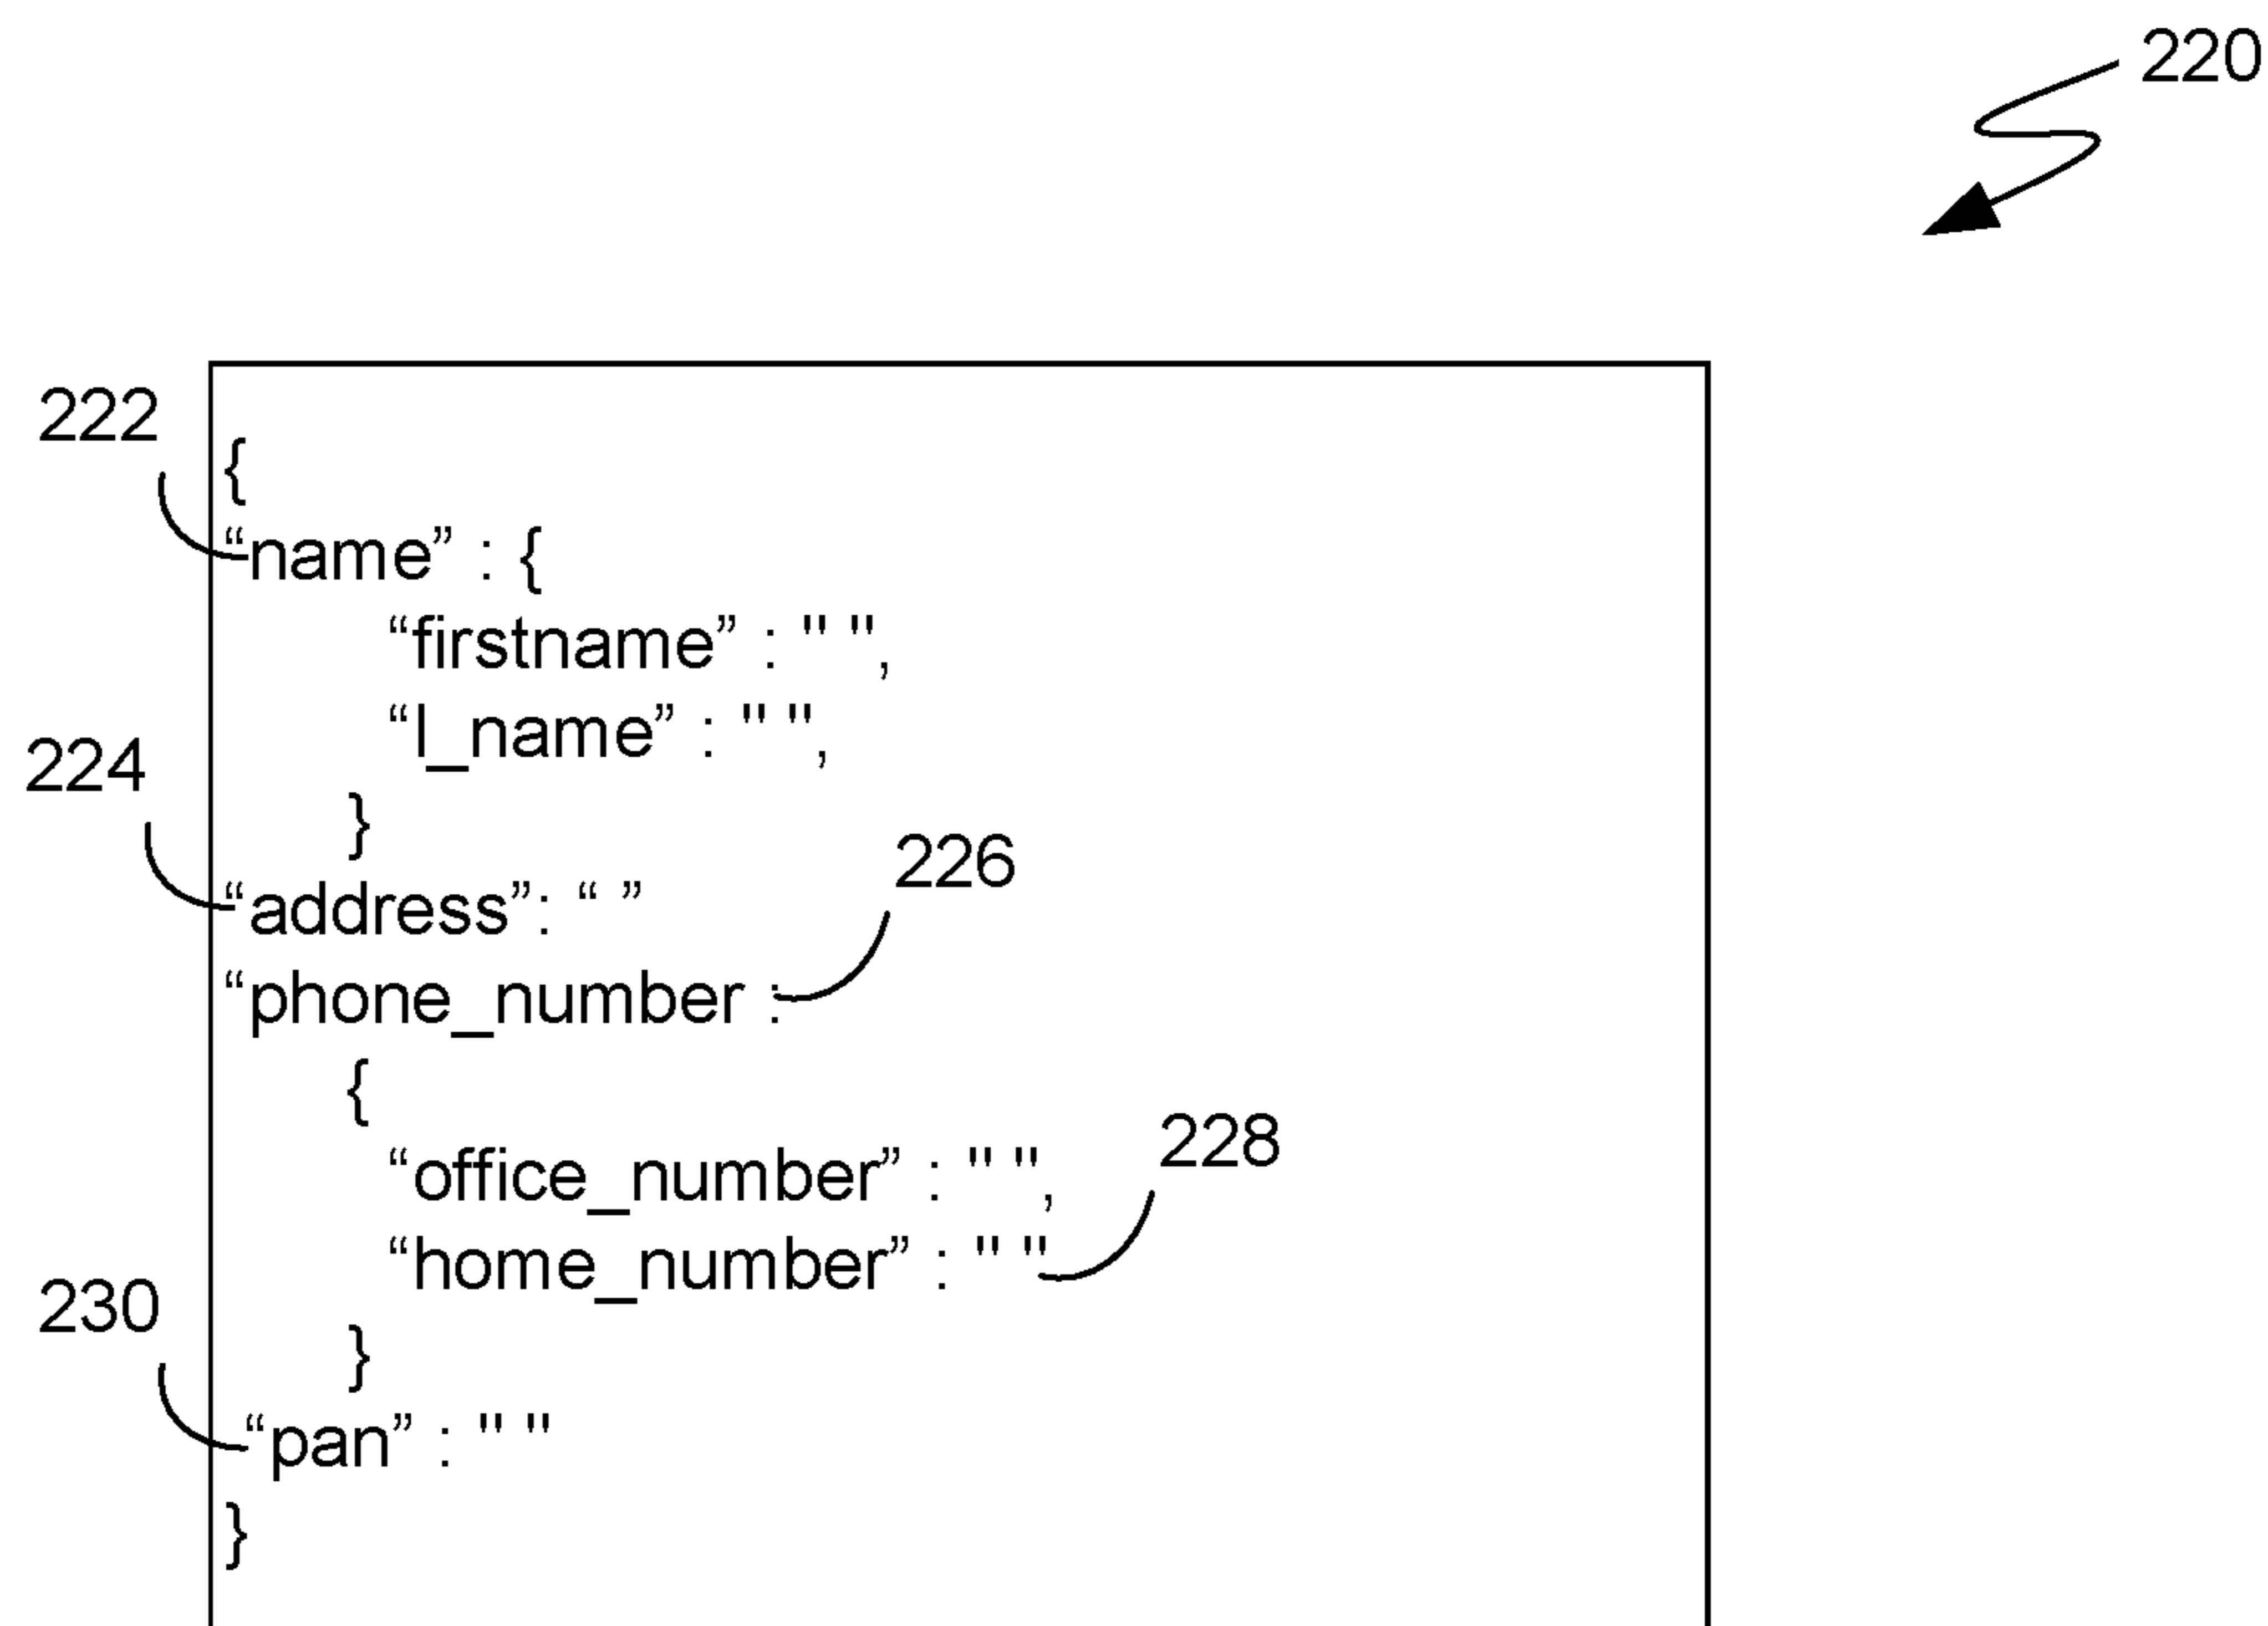 220
222
{
“name” : {
“firstname” : " ",
“l_name” : " ",
224
}
226
“address”: “ ”
“phone_number :
{
228
“office_number” : " ",
“home_number” : " "
230
}
“pan” : " "
}